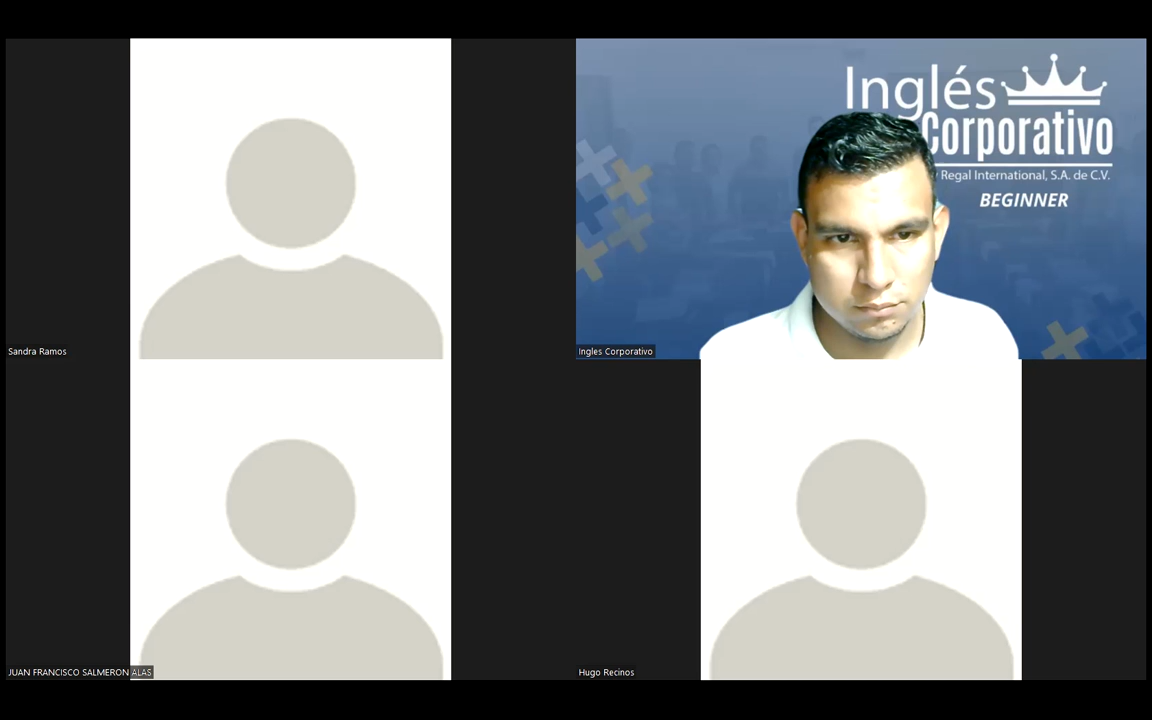 Inglés
Corporativo
y Regal International, S.A. de C.V.
BEGINNER
Sandra Ramos
Ingles Corporativo
JUAN FRANCISCO SALMERON ALAS
Hugo Recinos